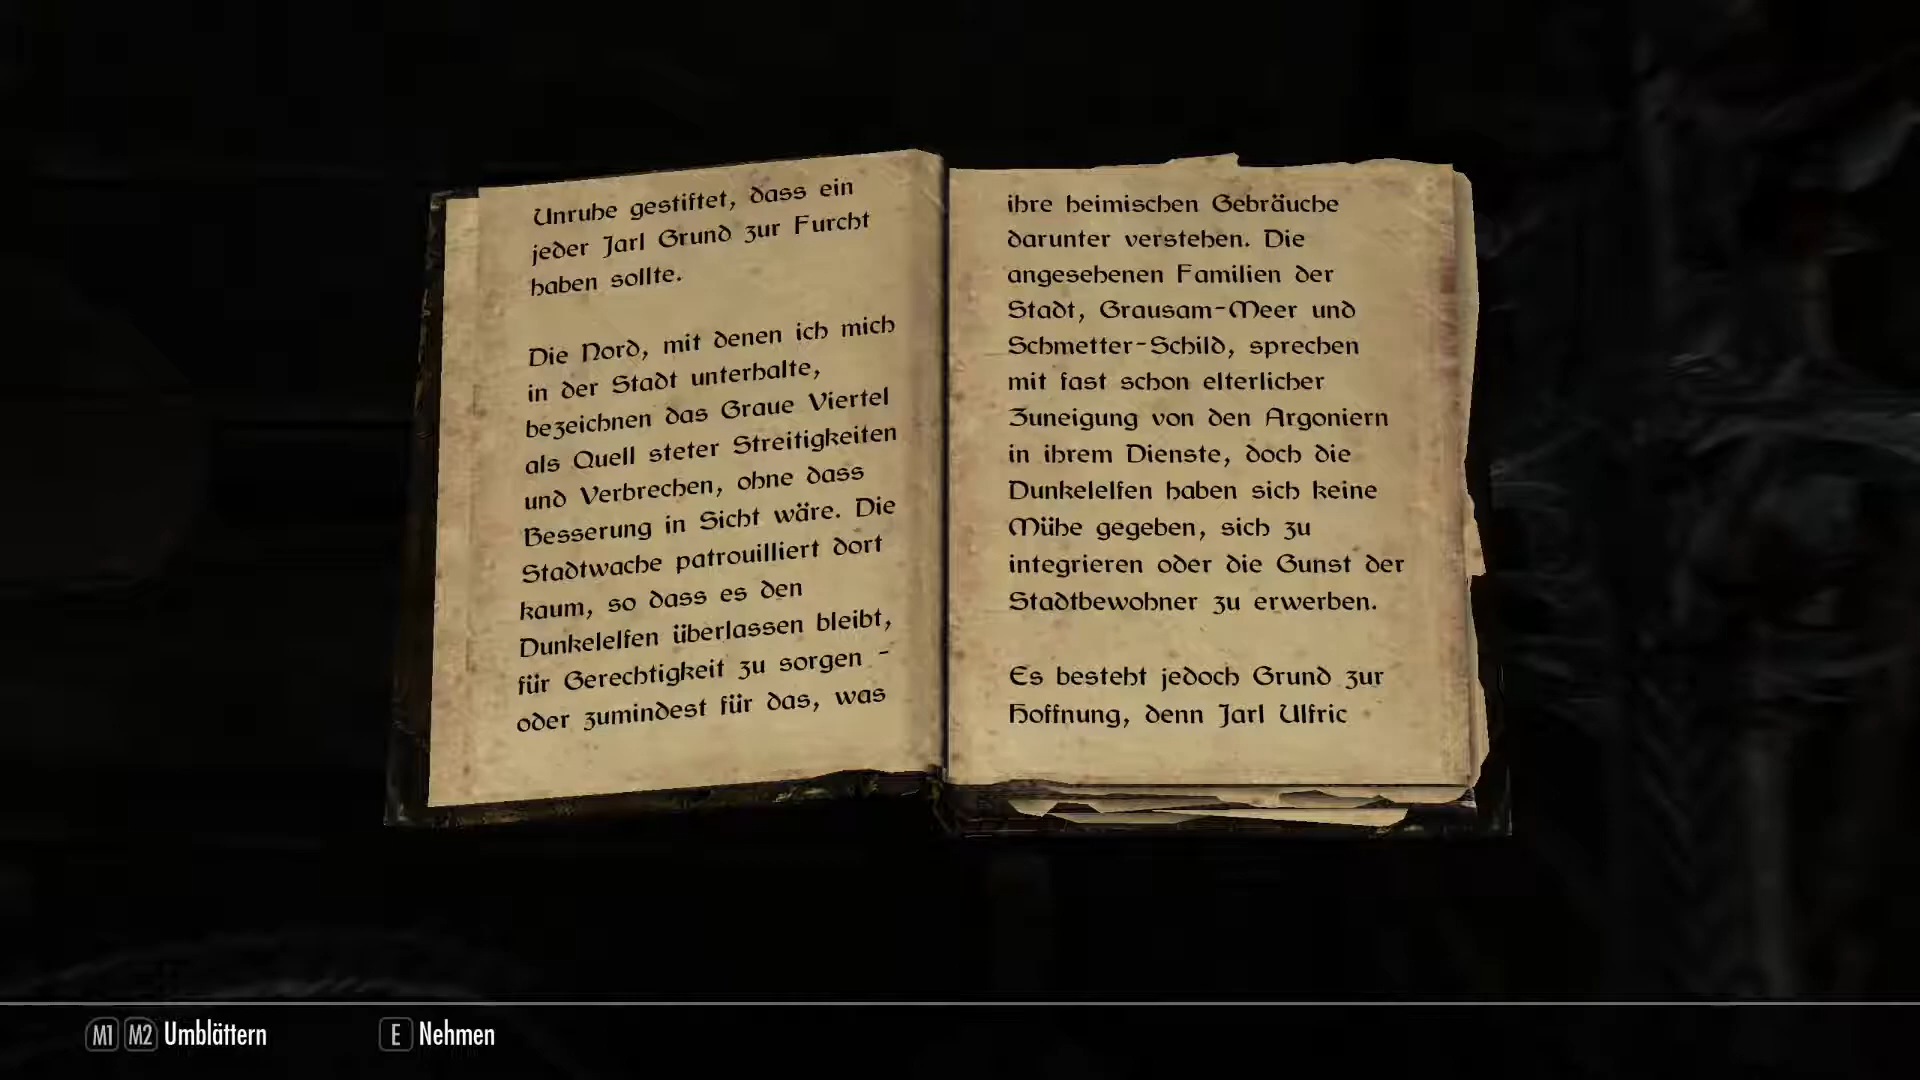 Unruhe gestiftet, dass ein
jeder Jarl Grund zur Furcht
haben sollte.
Die Nord, mit denen ich mich
in der Stadt unterhalte,
bezeichnen das Graue Viertel
als Quell steter Streitigkeiten
und Verbrechen, ohne dass
Besserung in Sicht wäre. Die
Stadtwache patrouilliert dort
kaum, so dass es den
Dunkelelfen überlassen bleibt,
für Gerechtigkeit zu sorgen -
oder zumindest für das, was
ihre heimischen Gebräuche
darunter verstehen. Die
angesehenen Familien der
Stadt, Grausam-Meer und
Schmetter-Schild, sprechen
mit fast schon elterlicher
Zuneigung von den Argoniern
in ihrem Dienste, doch die
Dunkelelfen haben sich keine
Mühe gegeben, sich zu
integrieren oder die Gunst der
Stadtbewohner zu erwerben.
Es besteht jedoch Grund zur
Hoffnung, denn Jarl Ulfric
M1 M2 Umblättern E Nehmen